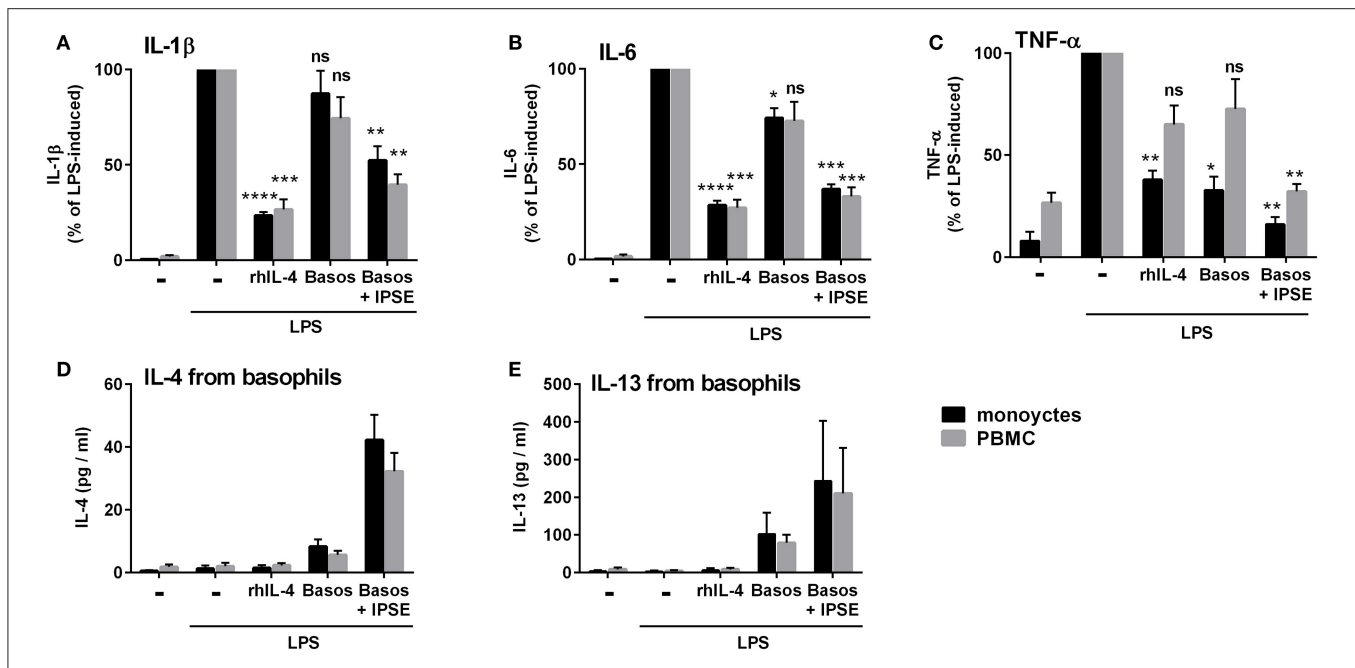 A IL-1β
IL-1β
(% of LPS-induced)
100
50
0
**** *** ns ns ** **
- - rhIL-4 Basos Basos
+ IPSE
LPS
B IL-6
IL-6
(% of LPS-induced)
100
50
0
**** *** * ns *** ***
- - rhIL-4 Basos Basos
+ IPSE
LPS
C TNF-α
TNF-α
(% of LPS-induced)
100
50
0
** ns * ns ** **
- - rhIL-4 Basos Basos
+ IPSE
LPS
D IL-4 from basophils
IL-4 (pg / ml)
60
40
20
0
- - rhIL-4 Basos Basos
+ IPSE
LPS
E IL-13 from basophils
IL-13 (pg / ml)
500
400
300
200
100
0
- - rhIL-4 Basos Basos
+ IPSE
LPS
monoyctes
PBMC